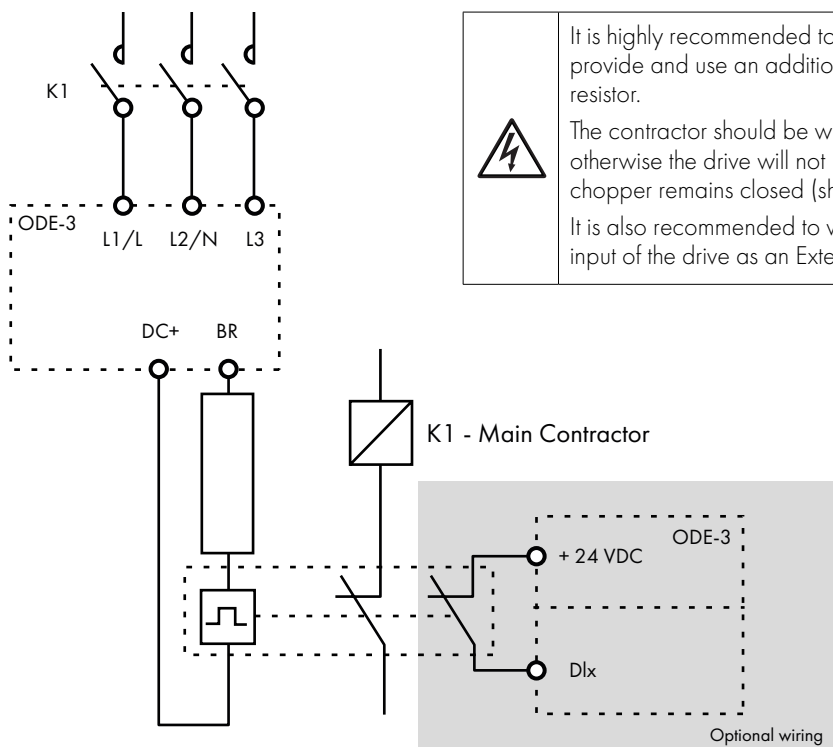 K1
It is highly recommended to
provide and use an additio
resistor.
The contractor should be w
otherwise the drive will not
chopper remains closed (sh
It is also recommended to v
input of the drive as an Exte
ODE-3
L1/L L2/N L3
DC+ BR
K1 - Main Contractor
ODE-3
+ 24 VDC
Dlx
Optional wiring